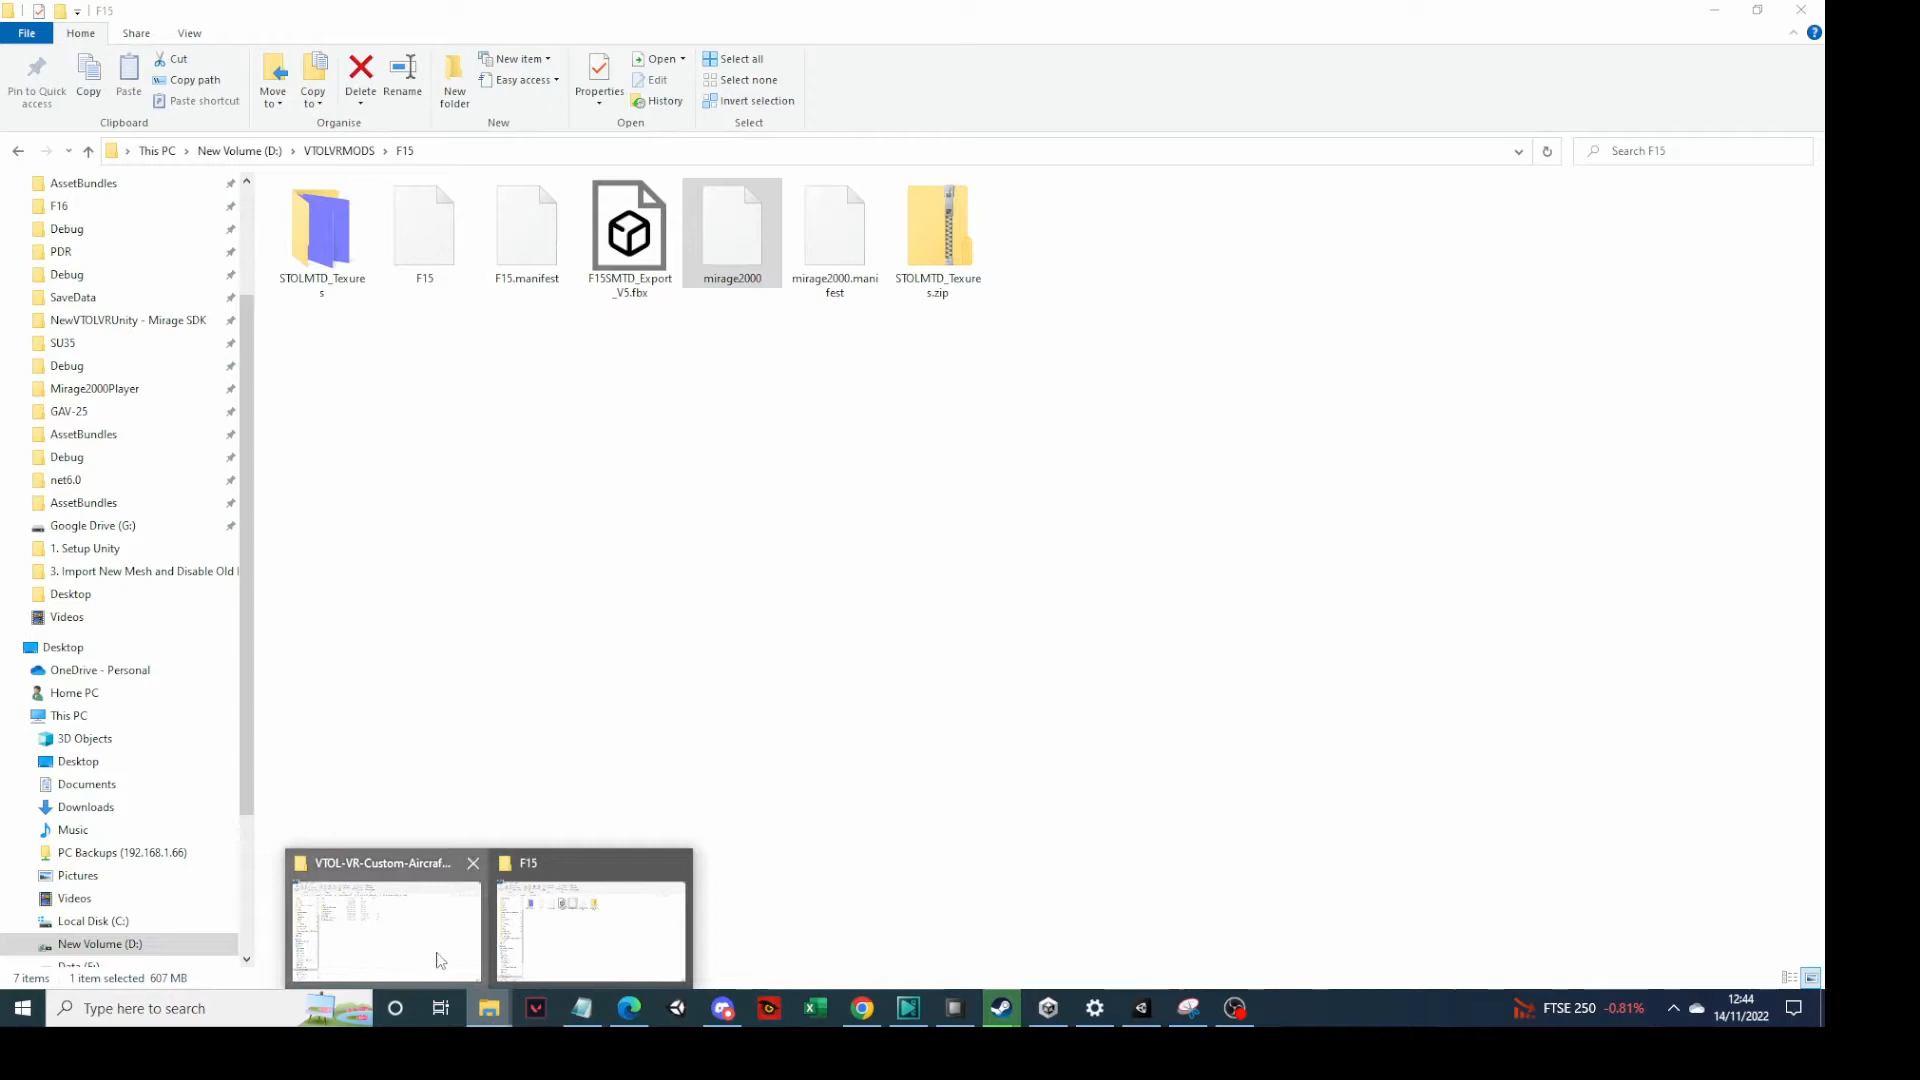 F15
File Home Share View
Pin to Quick access
Copy
Paste
Cut
Copy path
Paste shortcut
Clipboard
Move to
Copy to
Delete
Rename
Organise
New folder
New item
Easy access
New
Properties
Open
Edit
History
Open
Select all
Select none
Invert selection
Select
This PC > New Volume (D:) > VTOLVRMODS > F15
Search F15
AssetBundles
F16
Debug
PDR
Debug
SaveData
NewVTOLVRUnity - Mirage SDK
SU35
Debug
Mirage2000Player
GAV-25
AssetBundles
Debug
net6.0
AssetBundles
Google Drive (G:)
1. Setup Unity
3. Import New Mesh and Disable Old
Desktop
Videos
Desktop
OneDrive - Personal
Home PC
This PC
3D Objects
Desktop
Documents
Downloads
Music
PC Backups (192.168.1.66)
Pictures
Videos
Local Disk (C:)
New Volume (D:)
STOLMTD_Texure
s
F15
F15.manifest
F15SMTD_Export
_V5.fbx
mirage2000
mirage2000.mani
fest
STOLMTD_Texure
s.zip
7 items 1 item selected 607 MB
VTOL-VR-Custom-Aircraf...
F15
Type here to search
FTSE 250 -0.81%
12:44
14/11/2022